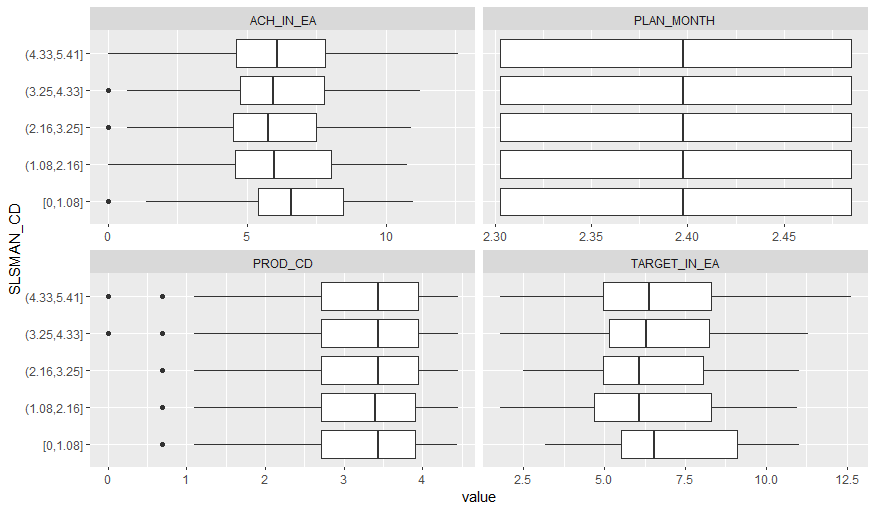 ACH_IN_EA
PLAN_MONTH
(4.33,5.41]
(3.25,4.33]
(2.16,3.25]
(1.08,2.16]
[0,1.08]
0 5 10
2.30 2.35 2.40 2.45
SLSMAN_CD
PROD_CD
TARGET_IN_EA
(4.33,5.41]
(3.25,4.33]
(2.16,3.25]
(1.08,2.16]
[0,1.08]
0 1 2 3 4
2.5 5.0 7.5 10.0 12.5
value